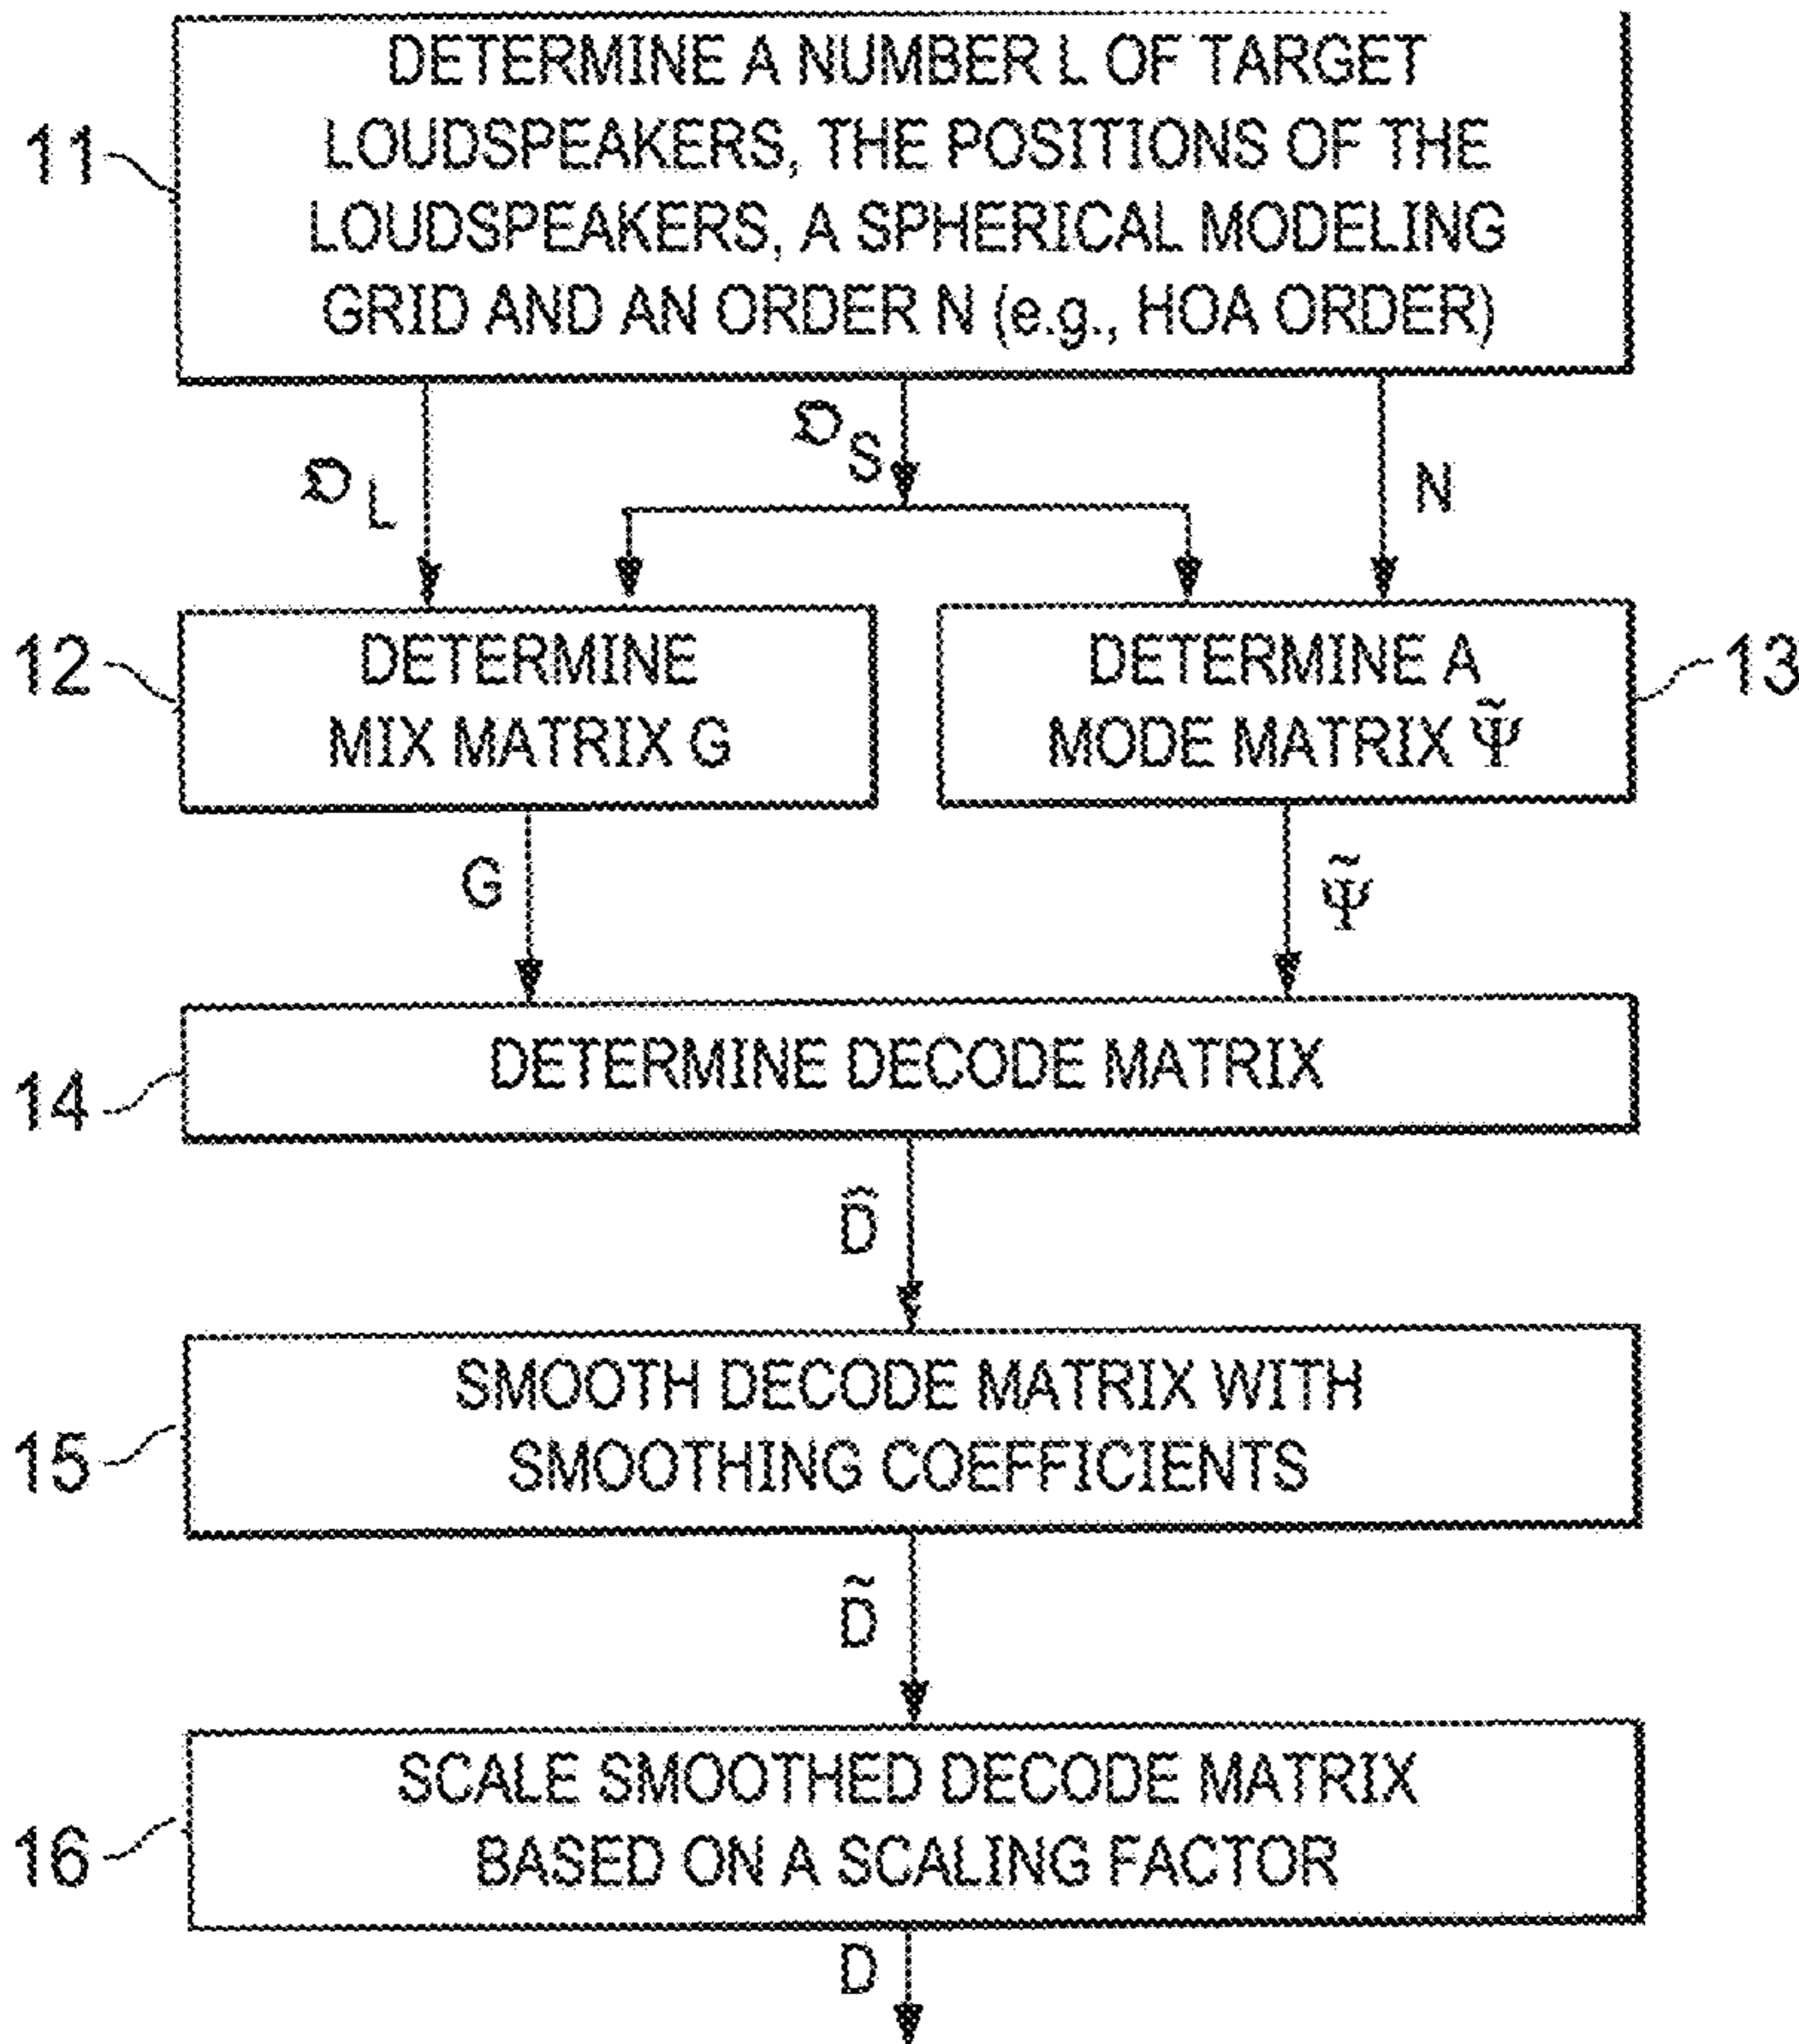 DETERMINE A NUMBER L OF TARGET
LOUDSPEAKERS, THE POSITIONS OF THE
LOUDSPEAKERS, A SPHERICAL MODELING
GRID AND AN ORDER N (e.g., HOA ORDER)
11
𝔇L
𝔇S
N
12
DETERMINE
MIX MATRIX G
DETERMINE A
MODE MATRIX Ψ̃
13
G
Ψ̃
14
DETERMINE DECODE MATRIX
D̂
15
SMOOTH DECODE MATRIX WITH
SMOOTHING COEFFICIENTS
D̃
16
SCALE SMOOTHED DECODE MATRIX
BASED ON A SCALING FACTOR
D